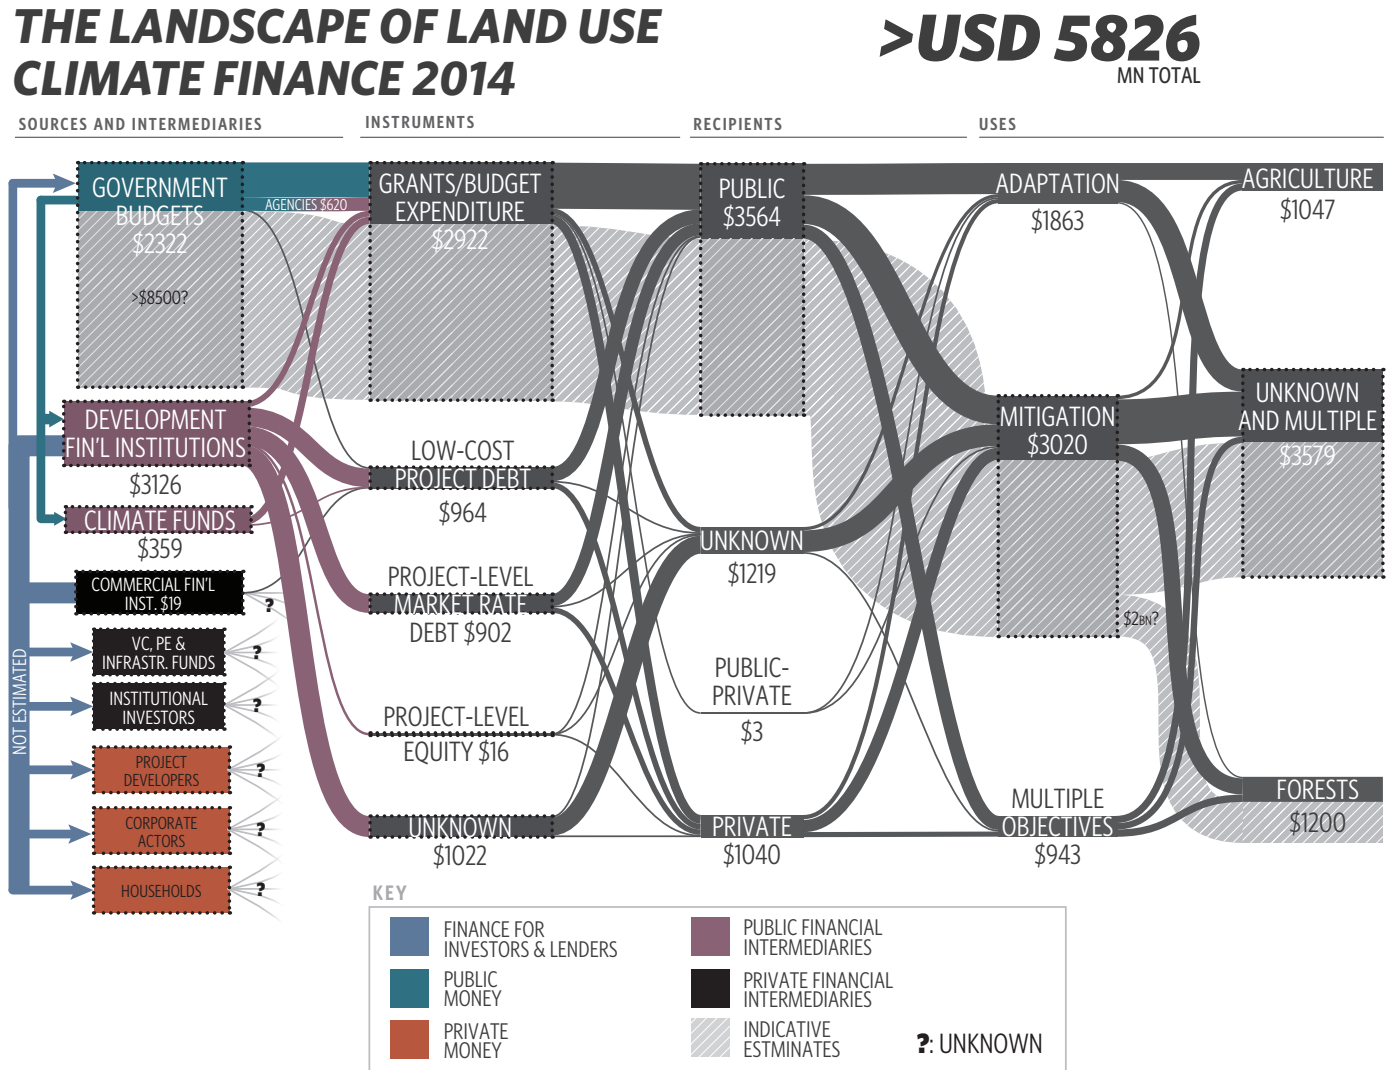 THE LANDSCAPE OF LAND USE
CLIMATE FINANCE 2014
>USD 5826
MN TOTAL
SOURCES AND INTERMEDIARIES
INSTRUMENTS
RECIPIENTS
USES
GOVERNMENT
BUDGETS
$2322
>$8500?
AGENCIES $620
DEVELOPMENT
FIN'L INSTITUTIONS
$3126
CLIMATE FUNDS
$359
COMMERCIAL FIN'L
INST. $19
?
VC, PE &
INFRASTR. FUNDS
?
INSTITUTIONAL
INVESTORS
?
PROJECT
DEVELOPERS
?
CORPORATE
ACTORS
?
HOUSEHOLDS
?
NOT ESTIMATED
GRANTS/BUDGET
EXPENDITURE
$2922
LOW-COST
PROJECT DEBT
$964
PROJECT-LEVEL
MARKET RATE
DEBT $902
PROJECT-LEVEL
EQUITY $16
UNKNOWN
$1022
PUBLIC
$3564
UNKNOWN
$1219
PUBLIC-
PRIVATE
$3
PRIVATE
$1040
ADAPTATION
$1863
MITIGATION
$3020
$2BN?
MULTIPLE
OBJECTIVES
$943
AGRICULTURE
$1047
UNKNOWN
AND MULTIPLE
$3579
FORESTS
$1200
KEY
FINANCE FOR
INVESTORS & LENDERS
PUBLIC
MONEY
PRIVATE
MONEY
PUBLIC FINANCIAL
INTERMEDIARIES
PRIVATE FINANCIAL
INTERMEDIARIES
INDICATIVE
ESTMINATES
?: UNKNOWN